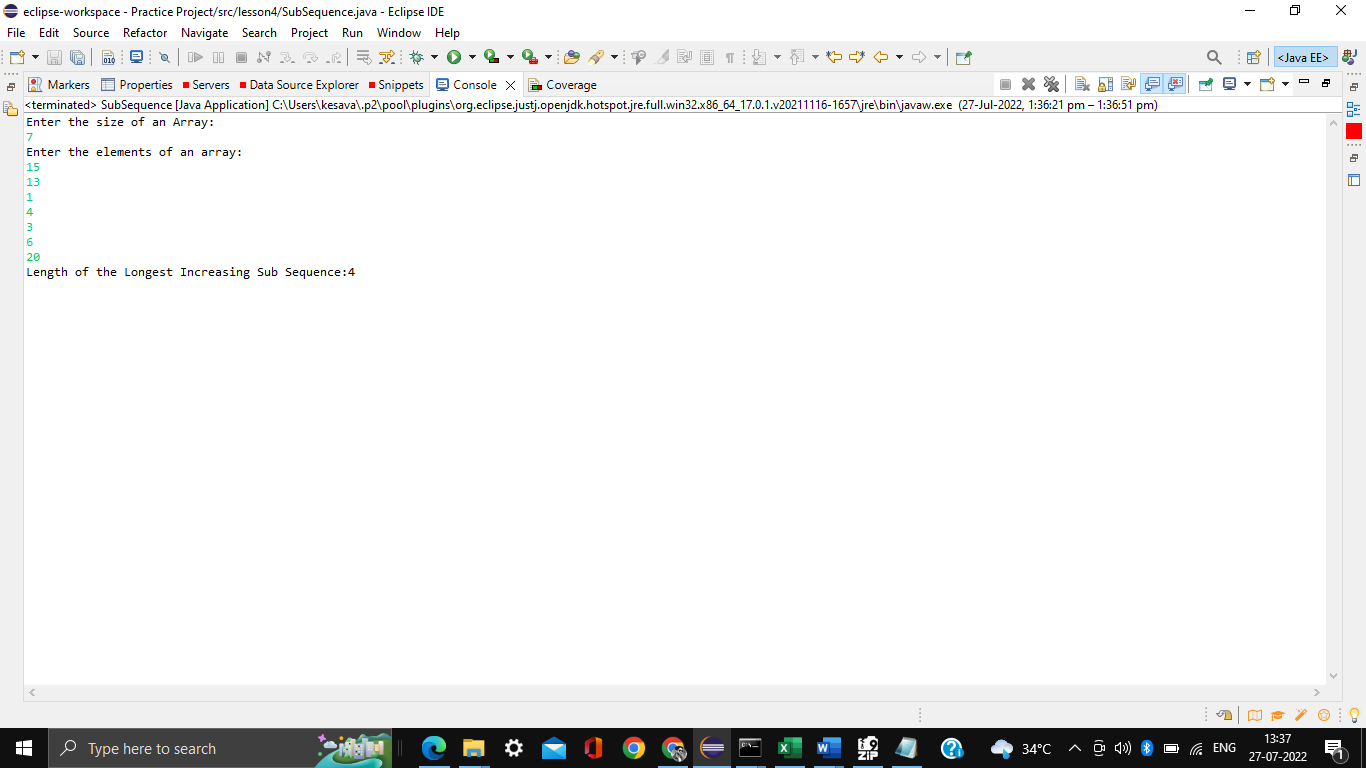 eclipse-workspace - Practice Project/src/lesson4/SubSequence.java - Eclipse IDE
File Edit Source Refactor Navigate Search Project Run Window Help
<Java EE>
Markers Properties Servers Data Source Explorer Snippets Console Coverage
<terminated> SubSequence [Java Application] C:\Users\kesava\.p2\pool\plugins\org.eclipse.justj.openjdk.hotspot.jre.full.win32.x86_64_17.0.1.v20211116-1657\jre\bin\javaw.exe (27-Jul-2022, 1:36:21 pm – 1:36:51 pm)
Enter the size of an Array:
7
Enter the elements of an array:
15
13
1
4
3
6
20
Length of the Longest Increasing Sub Sequence:4
Type here to search
34°C
ENG
13:37
27-07-2022
1